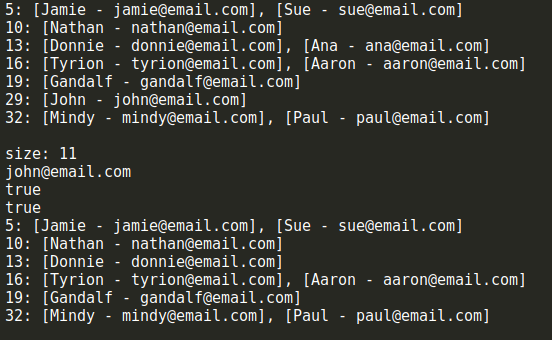 5: [Jamie - jamie@email.com], [Sue - sue@email.com]
10: [Nathan - nathan@email.com]
13: [Donnie - donnie@email.com], [Ana - ana@email.com]
16: [Tyrion - tyrion@email.com], [Aaron - aaron@email.com]
19: [Gandalf - gandalf@email.com]
29: [John - john@email.com]
32: [Mindy - mindy@email.com], [Paul - paul@email.com]
size: 11
john@email.com
true
true
5: [Jamie - jamie@email.com], [Sue - sue@email.com]
10: [Nathan - nathan@email.com]
13: [Donnie - donnie@email.com]
16: [Tyrion - tyrion@email.com], [Aaron - aaron@email.com]
19: [Gandalf - gandalf@email.com]
32: [Mindy - mindy@email.com], [Paul - paul@email.com]